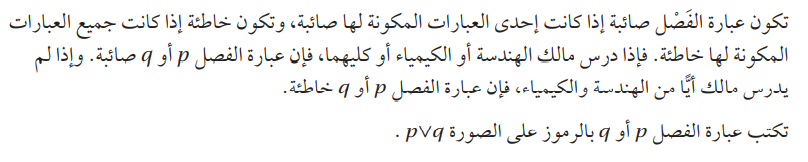 تكون عبارة الفَصْل صائبة إذا كانت إحدى العبارات المكونة لها صائبة، وتكون خاطئة إذا كانت جميع العبارات
المكونة لها خاطئة. فإذا درس مالك الهندسة أو الكيمياء أو كليهما، فإن عبارة الفصل p أو q صائبة. وإذا لم
يدرس مالك أيًّا من الهندسة والكيمياء، فإن عبارة الفصل p أو q خاطئة.
تكتب عبارة الفصل p أو q بالرموز على الصورة p∨q .